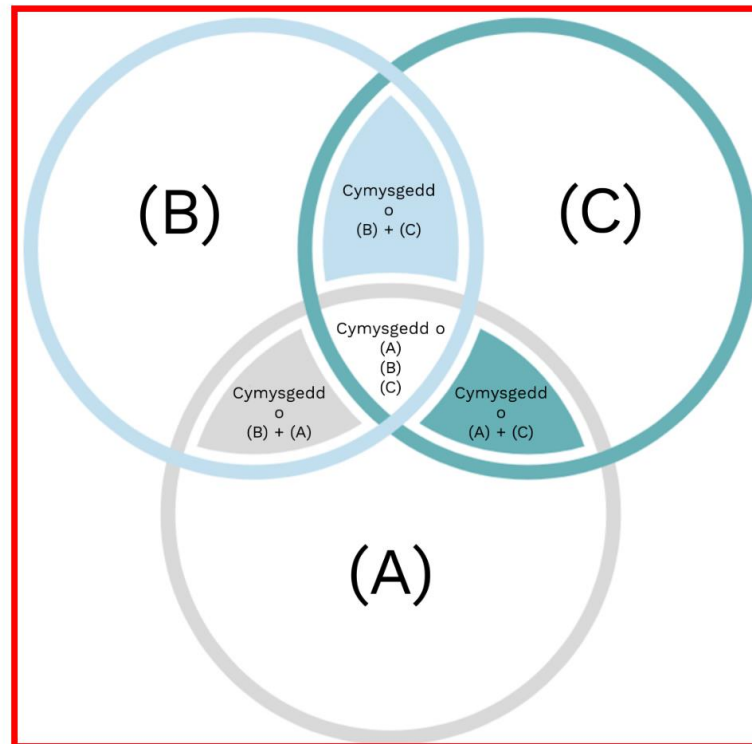 (B)
(C)
Cymysgedd
o
(B) + (C)
Cymysgedd o
(A)
(B)
(C)
Cymysgedd
o
(B) + (A)
Cymysgedd
o
(A) + (C)
(A)